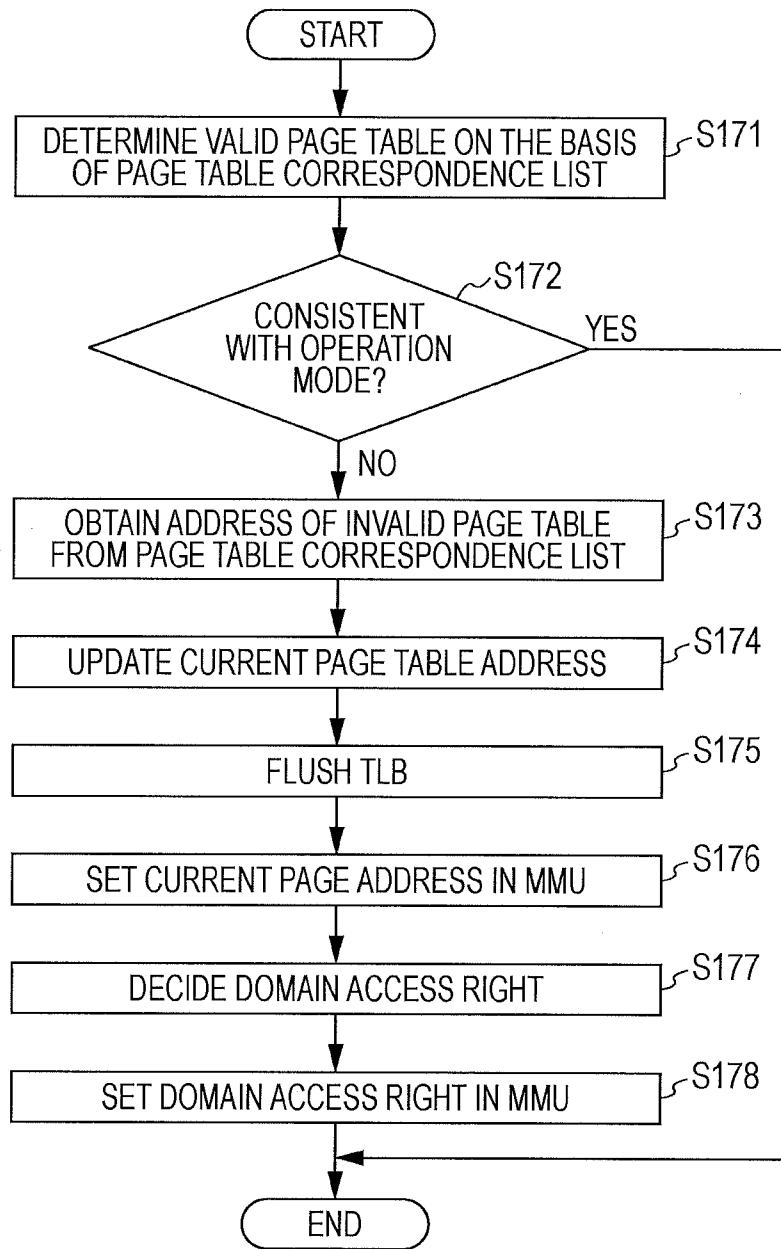 START
DETERMINE VALID PAGE TABLE ON THE BASIS
OF PAGE TABLE CORRESPONDENCE LIST
S171
S172
CONSISTENT
WITH OPERATION
MODE?
YES
NO
OBTAIN ADDRESS OF INVALID PAGE TABLE
FROM PAGE TABLE CORRESPONDENCE LIST
S173
UPDATE CURRENT PAGE TABLE ADDRESS
S174
FLUSH TLB
S175
SET CURRENT PAGE ADDRESS IN MMU
S176
DECIDE DOMAIN ACCESS RIGHT
S177
SET DOMAIN ACCESS RIGHT IN MMU
S178
END